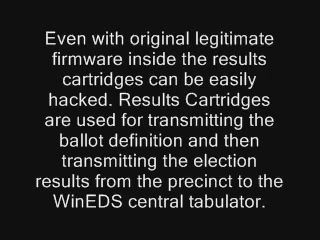 Even with original legitimate
firmware inside the results
cartridges can be easily
hacked. Results Cartridges
are used for transmitting the
ballot definition and then
transmitting the election
results from the precinct to the
WinEDS central tabulator.